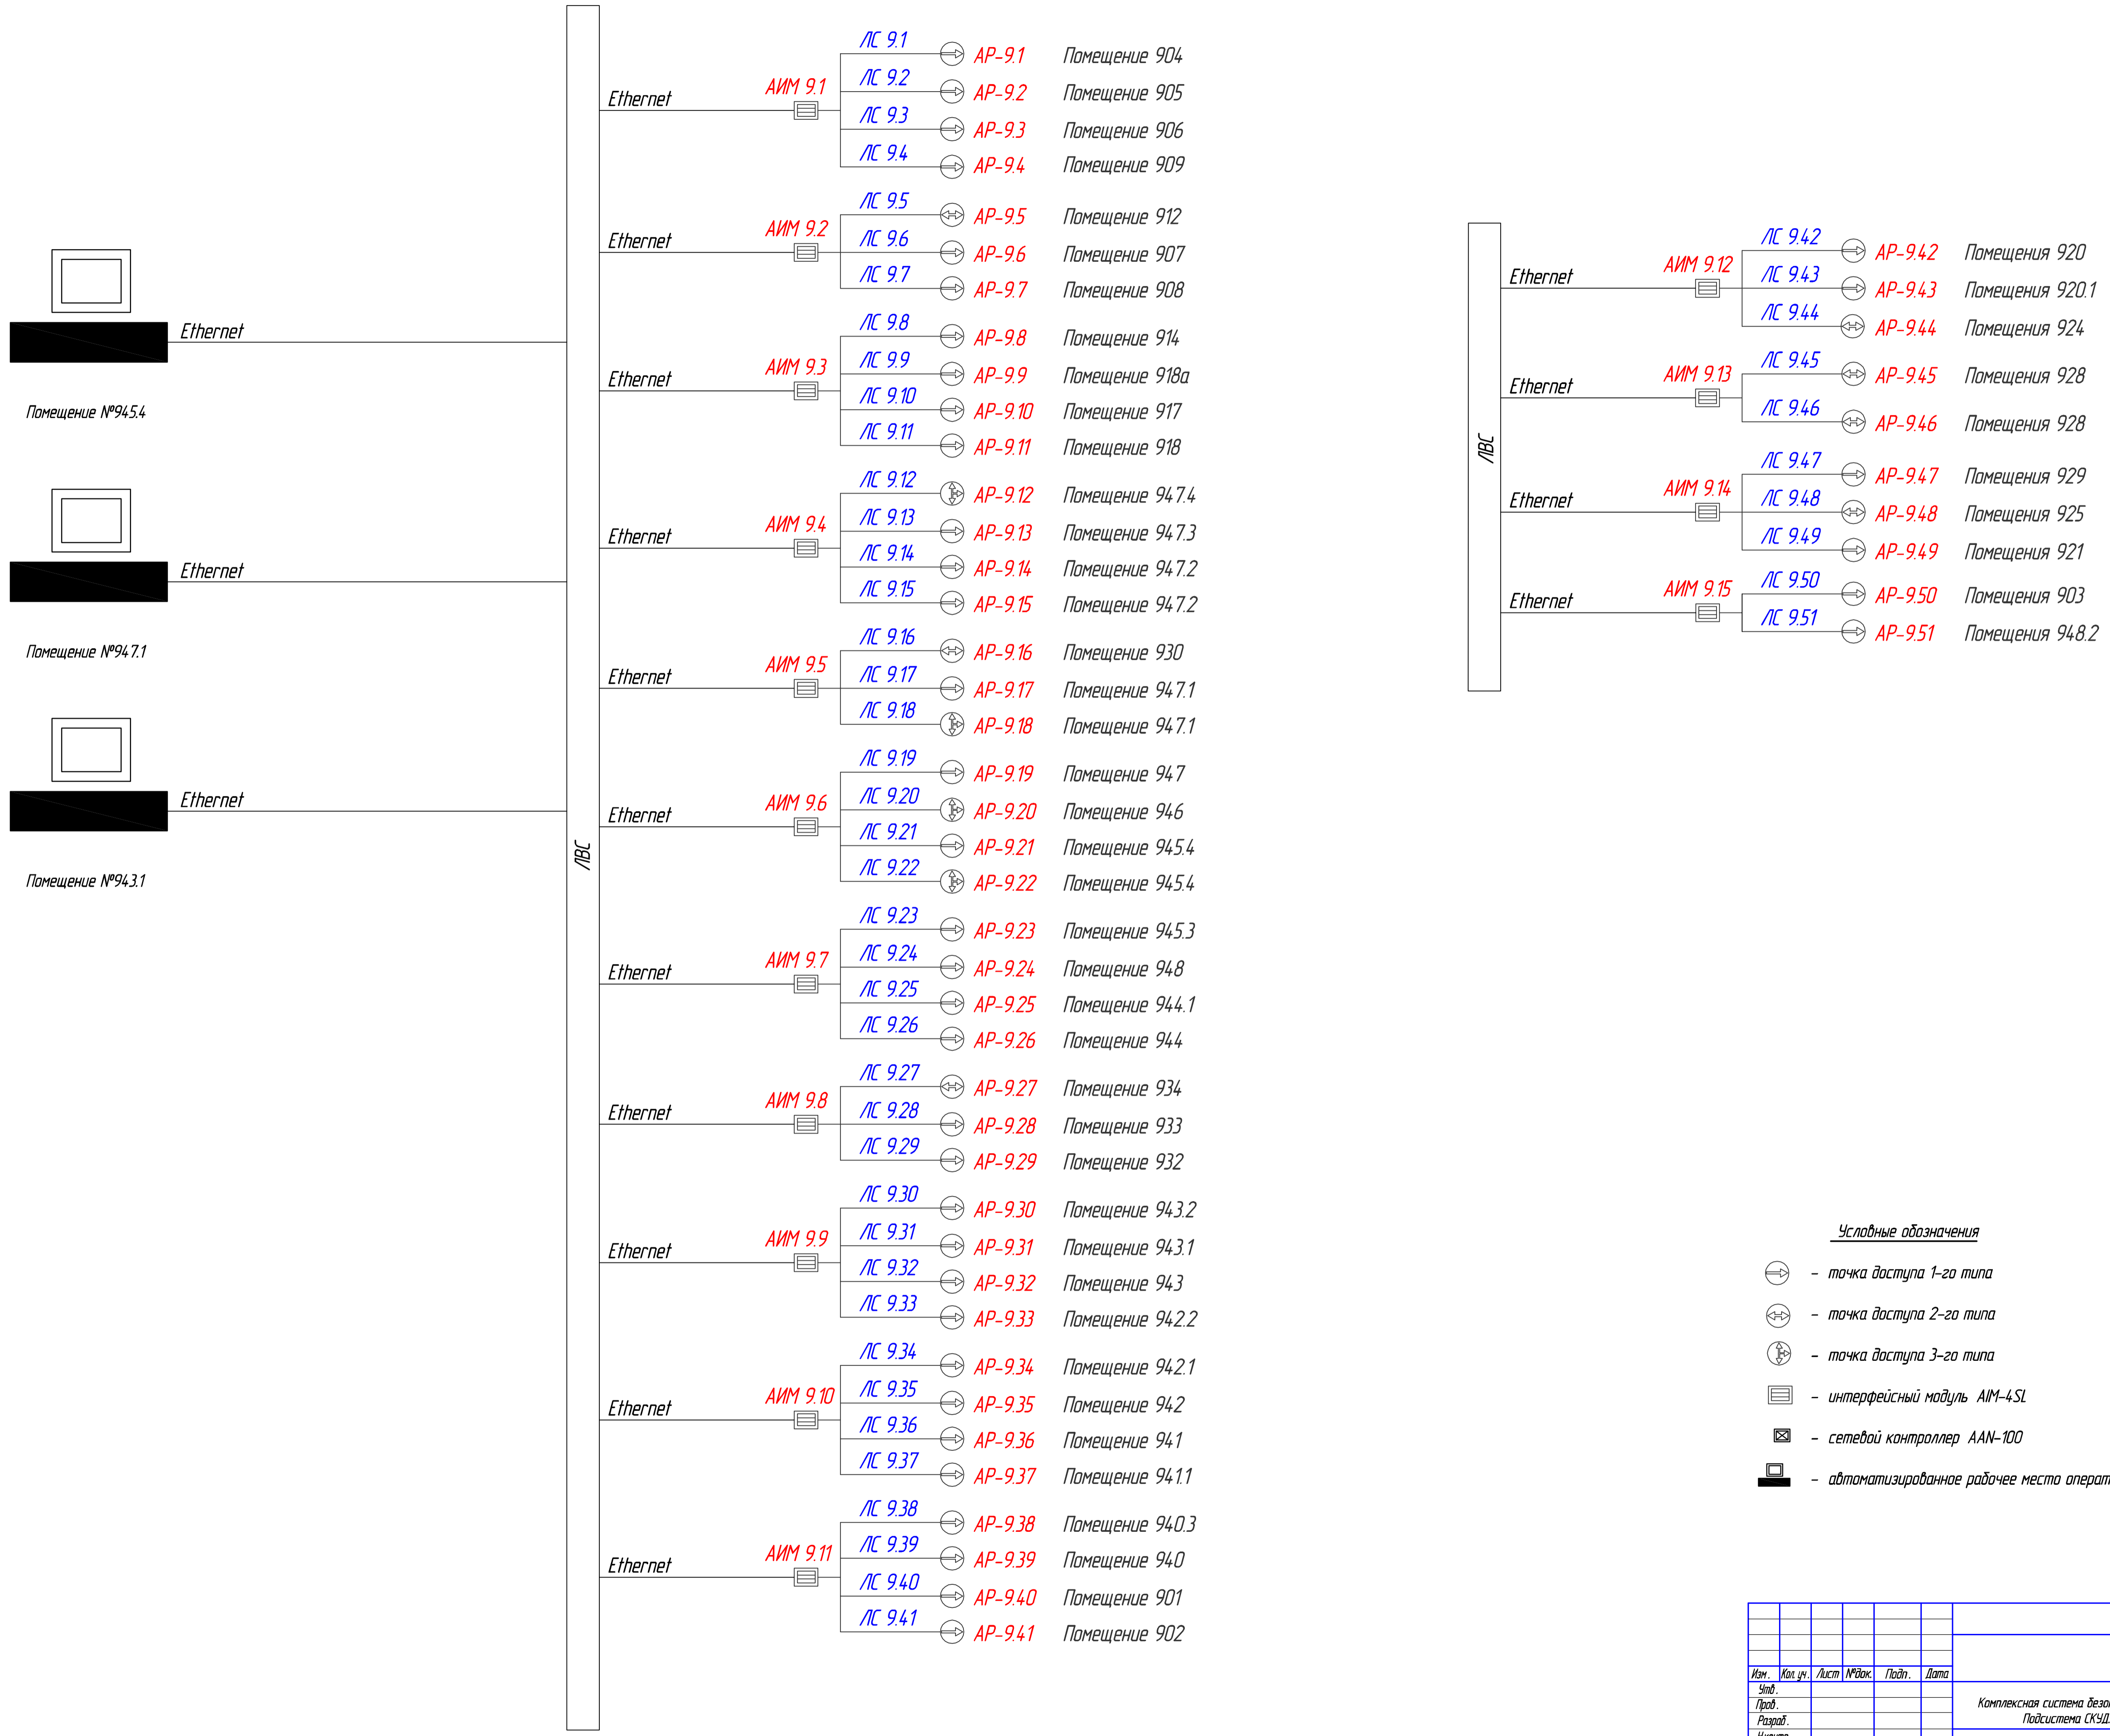 Ethernet
Помещение №945.4
Ethernet
Помещение №947.1
Ethernet
Помещение №943.1
ЛВС
Ethernet
АИМ 9.1
ЛС 9.1
АР-9.1 Помещение 904
ЛС 9.2
АР-9.2 Помещение 905
ЛС 9.3
АР-9.3 Помещение 906
ЛС 9.4
АР-9.4 Помещение 909
Ethernet
АИМ 9.2
ЛС 9.5
АР-9.5 Помещение 912
ЛС 9.6
АР-9.6 Помещение 907
ЛС 9.7
АР-9.7 Помещение 908
Ethernet
АИМ 9.3
ЛС 9.8
АР-9.8 Помещение 914
ЛС 9.9
АР-9.9 Помещение 918а
ЛС 9.10
АР-9.10 Помещение 917
ЛС 9.11
АР-9.11 Помещение 918
Ethernet
АИМ 9.4
ЛС 9.12
АР-9.12 Помещение 947.4
ЛС 9.13
АР-9.13 Помещение 947.3
ЛС 9.14
АР-9.14 Помещение 947.2
ЛС 9.15
АР-9.15 Помещение 947.2
Ethernet
АИМ 9.5
ЛС 9.16
АР-9.16 Помещение 930
ЛС 9.17
АР-9.17 Помещение 947.1
ЛС 9.18
АР-9.18 Помещение 947.1
Ethernet
АИМ 9.6
ЛС 9.19
АР-9.19 Помещение 947
ЛС 9.20
АР-9.20 Помещение 946
ЛС 9.21
АР-9.21 Помещение 945.4
ЛС 9.22
АР-9.22 Помещение 945.4
Ethernet
АИМ 9.7
ЛС 9.23
АР-9.23 Помещение 945.3
ЛС 9.24
АР-9.24 Помещение 948
ЛС 9.25
АР-9.25 Помещение 944.1
ЛС 9.26
АР-9.26 Помещение 944
Ethernet
АИМ 9.8
ЛС 9.27
АР-9.27 Помещение 934
ЛС 9.28
АР-9.28 Помещение 933
ЛС 9.29
АР-9.29 Помещение 932
Ethernet
АИМ 9.9
ЛС 9.30
АР-9.30 Помещение 943.2
ЛС 9.31
АР-9.31 Помещение 943.1
ЛС 9.32
АР-9.32 Помещение 943
ЛС 9.33
АР-9.33 Помещение 942.2
Ethernet
АИМ 9.10
ЛС 9.34
АР-9.34 Помещение 942.1
ЛС 9.35
АР-9.35 Помещение 942
ЛС 9.36
АР-9.36 Помещение 941
ЛС 9.37
АР-9.37 Помещение 941.1
Ethernet
АИМ 9.11
ЛС 9.38
АР-9.38 Помещение 940.3
ЛС 9.39
АР-9.39 Помещение 940
ЛС 9.40
АР-9.40 Помещение 901
ЛС 9.41
АР-9.41 Помещение 902
ЛВС
Ethernet
АИМ 9.12
ЛС 9.42
АР-9.42 Помещения 920
ЛС 9.43
АР-9.43 Помещения 920.1
ЛС 9.44
АР-9.44 Помещения 924
Ethernet
АИМ 9.13
ЛС 9.45
АР-9.45 Помещения 928
ЛС 9.46
АР-9.46 Помещения 928
Ethernet
АИМ 9.14
ЛС 9.47
АР-9.47 Помещения 929
ЛС 9.48
АР-9.48 Помещения 925
ЛС 9.49
АР-9.49 Помещения 921
Ethernet
АИМ 9.15
ЛС 9.50
АР-9.50 Помещения 903
ЛС 9.51
АР-9.51 Помещения 948.2
Условные обозначения
- точка доступа 1-го типа
- точка доступа 2-го типа
- точка доступа 3-го типа
- интерфейсный модуль AIM-4SL
- сетевой контроллер AAN-100
- автоматизированное рабочее место
Изм. Кол. уч. Лист №док. Подп. Дата
Утв.
Пров.
Разраб.
Комплексная система
Подсистема СКУД